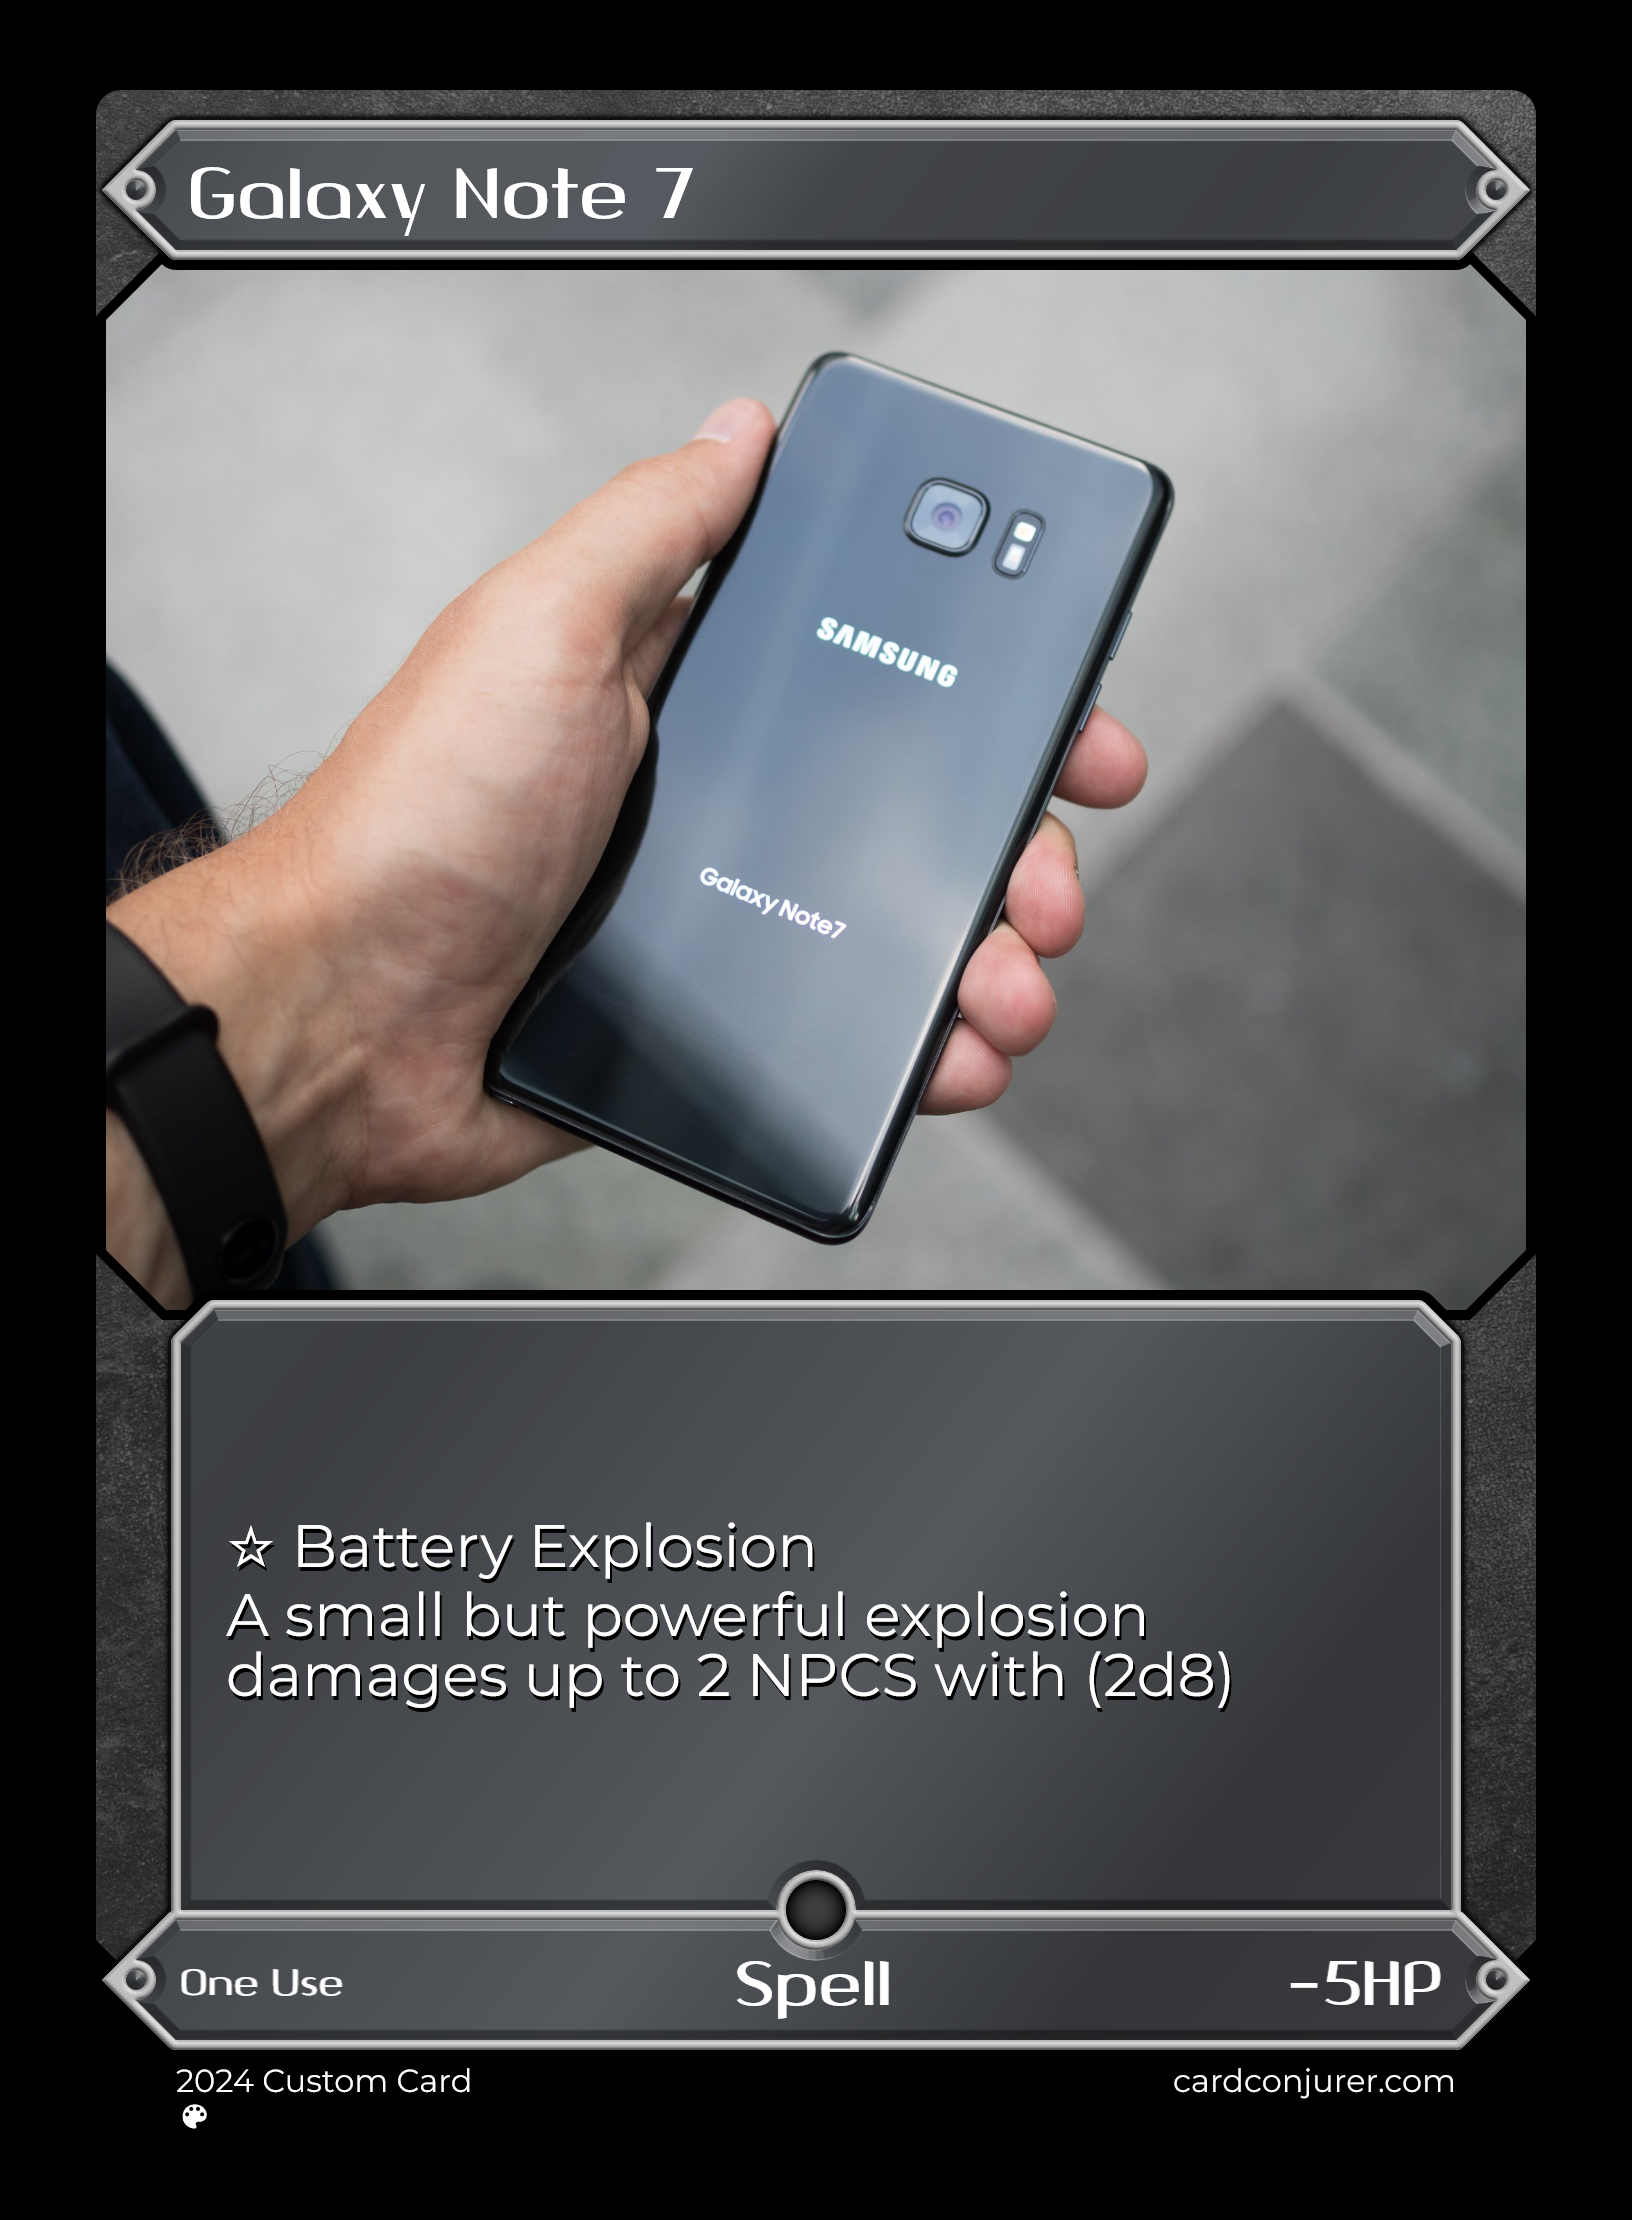 Galaxy Note 7
SAMSUNG
Galaxy Note7
☆ Battery Explosion
A small but powerful explosion
damages up to 2 NPCS with (2d8)
One Use
Spell
-5HP
2024 Custom Card
cardconjurer.com